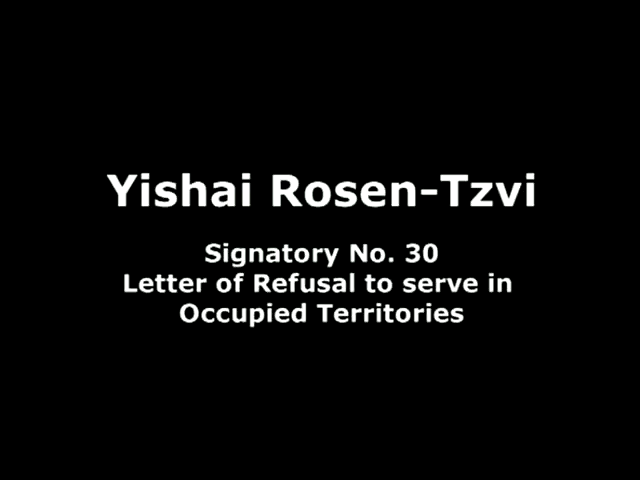 Yishai Rosen-Tzvi
Signatory No. 30
Letter of Refusal to serve in
Occupied Territories